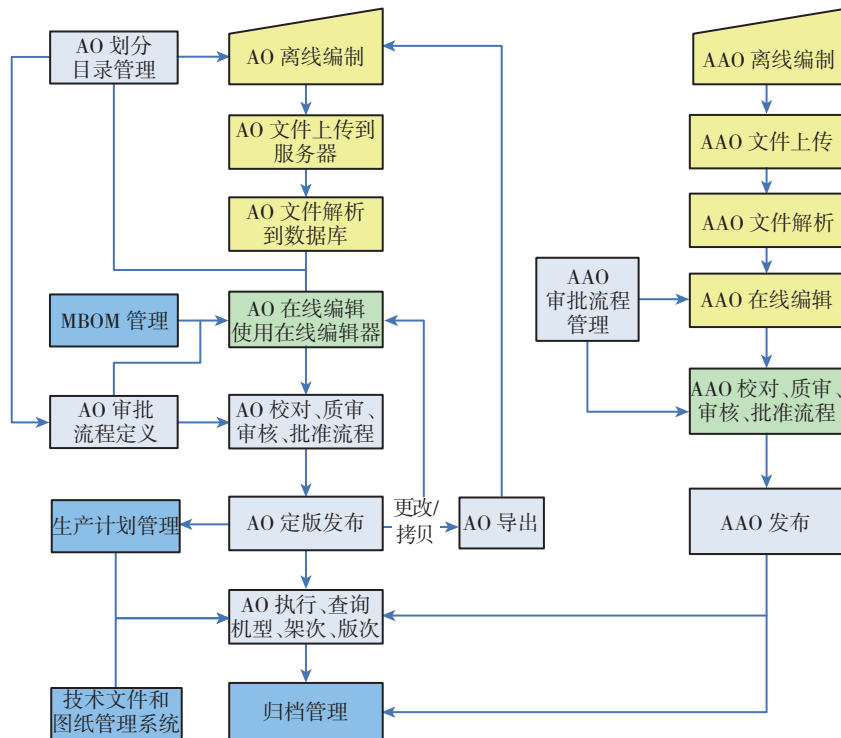 AO 划分
目录管理
AO 离线编制
AO 文件上传到
服务器
AO 文件解析
到数据库
MBOM 管理
AO 在线编辑
使用在线编辑器
AO 审批
流程定义
AO 校对、质审、
审核、批准流程
生产计划管理
AO 定版发布
更改/
拷贝
AO 导出
AO 执行、查询
机型、架次、版次
技术文件和
图纸管理系统
归档管理
AAO 离线编制
AAO 文件上传
AAO 文件解析
AAO
审批流程
管理
AAO 在线编辑
AAO 校对、质审、
审核、批准流程
AAO 发布